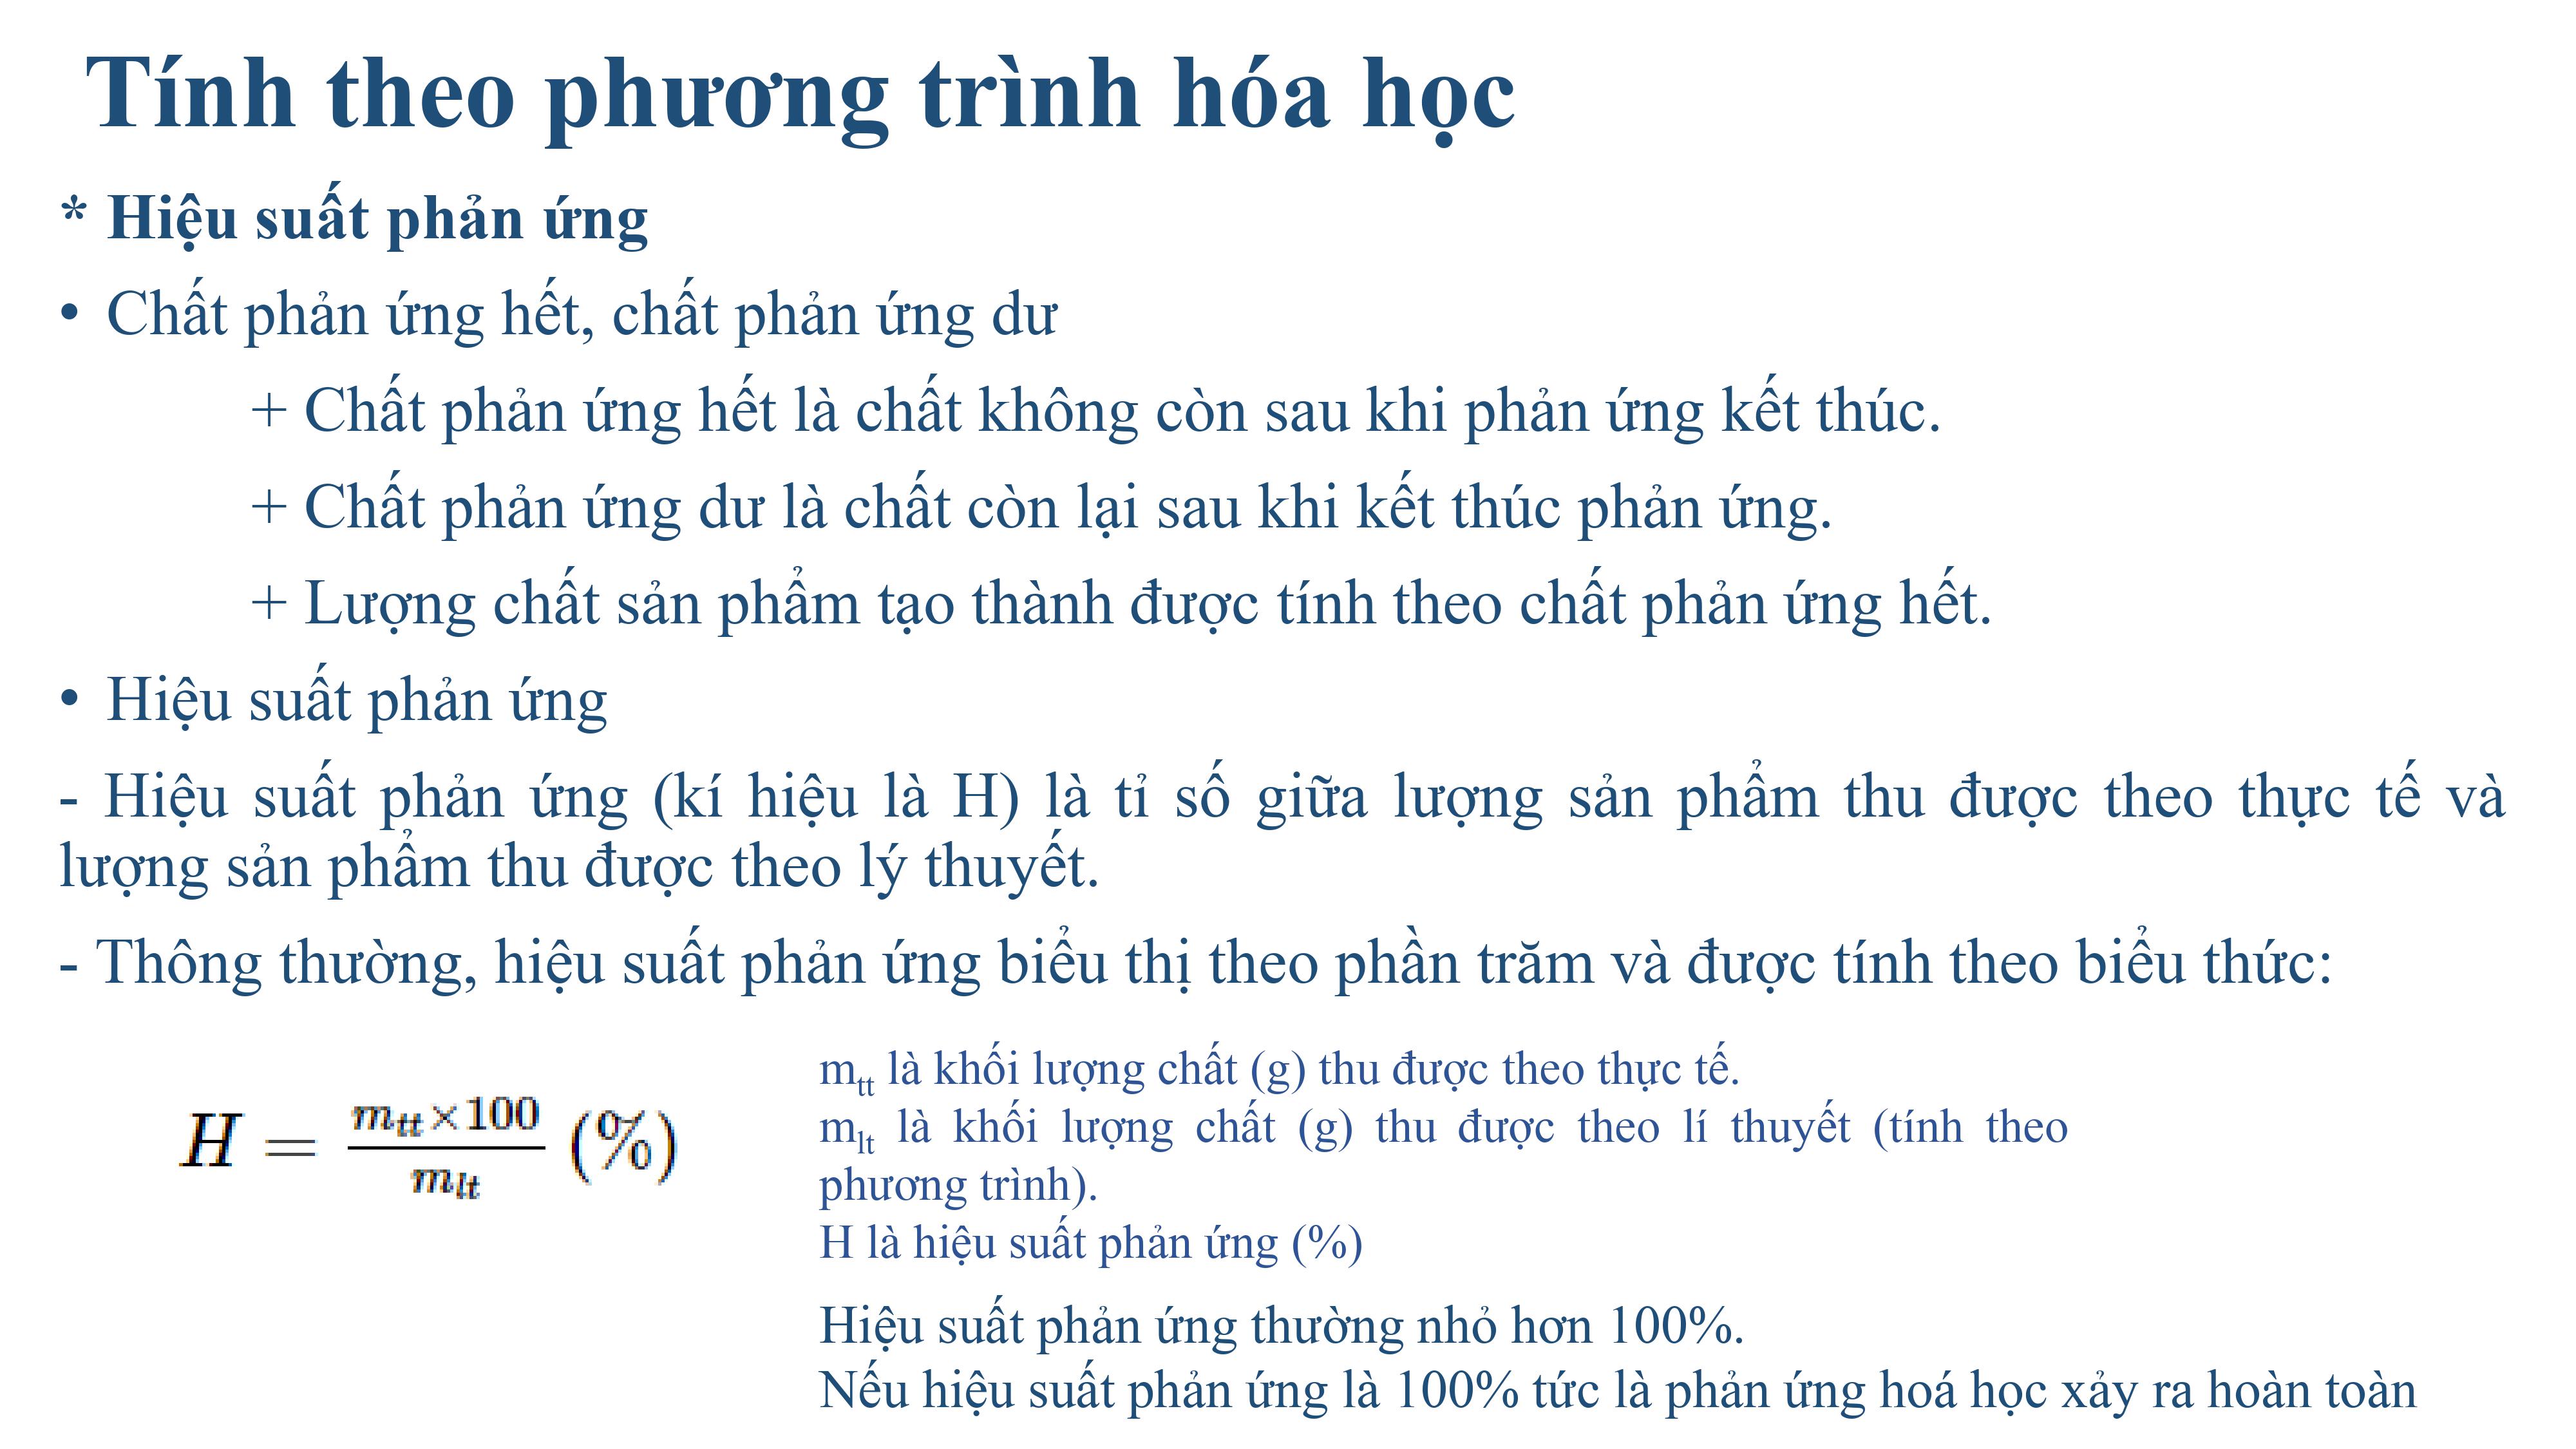 Tính theo phương trình hóa học
* Hiệu suất phản ứng
• Chất phản ứng hết, chất phản ứng dư
+ Chất phản ứng hết là chất không còn sau khi phản ứng kết thúc.
+ Chất phản ứng dư là chất còn lại sau khi kết thúc phản ứng.
+ Lượng chất sản phẩm tạo thành được tính theo chất phản ứng hết.
• Hiệu suất phản ứng
- Hiệu suất phản ứng (kí hiệu là H) là tỉ số giữa lượng sản phẩm thu được theo thực tế và
lượng sản phẩm thu được theo lý thuyết.
- Thông thường, hiệu suất phản ứng biểu thị theo phần trăm và được tính theo biểu thức:
H = \frac{m_{tt} × 100}{m_{lt}} (%)
m_{tt} là khối lượng chất (g) thu được theo thực tế.
m_{lt} là khối lượng chất (g) thu được theo lí thuyết (tính theo
phương trình).
H là hiệu suất phản ứng (%)
Hiệu suất phản ứng thường nhỏ hơn 100%.
Nếu hiệu suất phản ứng là 100% tức là phản ứng hoá học xảy ra hoàn toàn